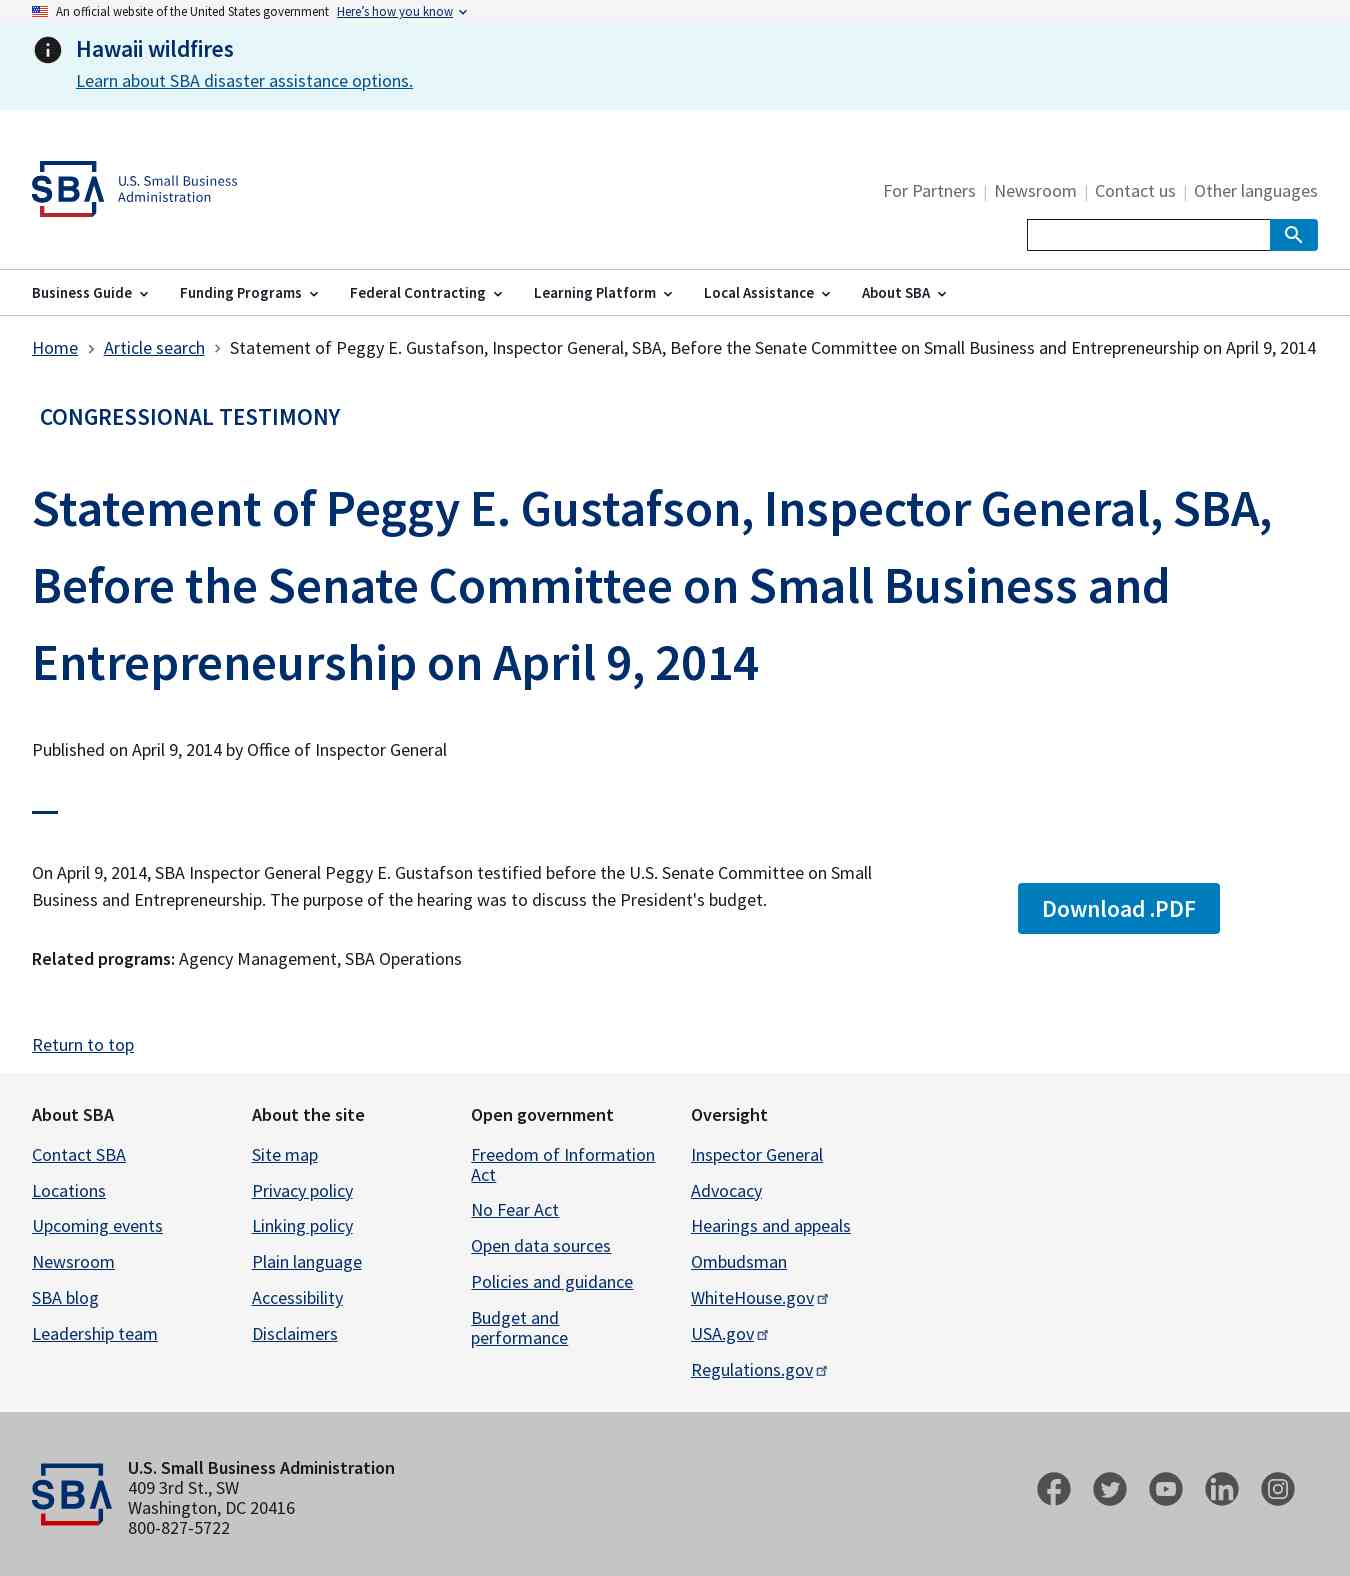 An official website of the United States government Here's how you know
Hawaii wildfires
Learn about SBA disaster assistance options.
SBA
U.S. Small Business
Administration
For Partners | Newsroom | Contact us | Other languages
Business Guide Funding Programs Federal Contracting Learning Platform Local Assistance About SBA
Home > Article search > Statement of Peggy E. Gustafson, Inspector General, SBA, Before the Senate Committee on Small Business and Entrepreneurship on April 9, 2014
CONGRESSIONAL TESTIMONY
Statement of Peggy E. Gustafson, Inspector General, SBA,
Before the Senate Committee on Small Business and
Entrepreneurship on April 9, 2014
Published on April 9, 2014 by Office of Inspector General
On April 9, 2014, SBA Inspector General Peggy E. Gustafson testified before the U.S. Senate Committee on Small
Business and Entrepreneurship. The purpose of the hearing was to discuss the President's budget.
Download .PDF
Related programs: Agency Management, SBA Operations
Return to top
About SBA
Contact SBA
Locations
Upcoming events
Newsroom
SBA blog
Leadership team
About the site
Site map
Privacy policy
Linking policy
Plain language
Accessibility
Disclaimers
Open government
Freedom of Information
Act
No Fear Act
Open data sources
Policies and guidance
Budget and
performance
Oversight
Inspector General
Advocacy
Hearings and appeals
Ombudsman
WhiteHouse.gov
USA.gov
Regulations.gov
SBA
U.S. Small Business Administration
409 3rd St., SW
Washington, DC 20416
800-827-5722